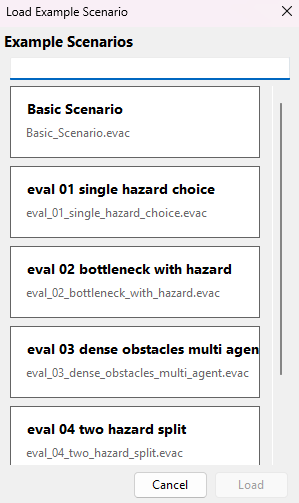 Load Example Scenario
Example Scenarios
Basic Scenario
Basic_Scenario.evac
eval 01 single hazard choice
eval_01_single_hazard_choice.evac
eval 02 bottleneck with hazard
eval_02_bottleneck_with_hazard.evac
eval 03 dense obstacles multi agen
eval_03_dense_obstacles_multi_agent.evac
eval 04 two hazard split
eval_04_two_hazard_split.evac
Cancel
Load